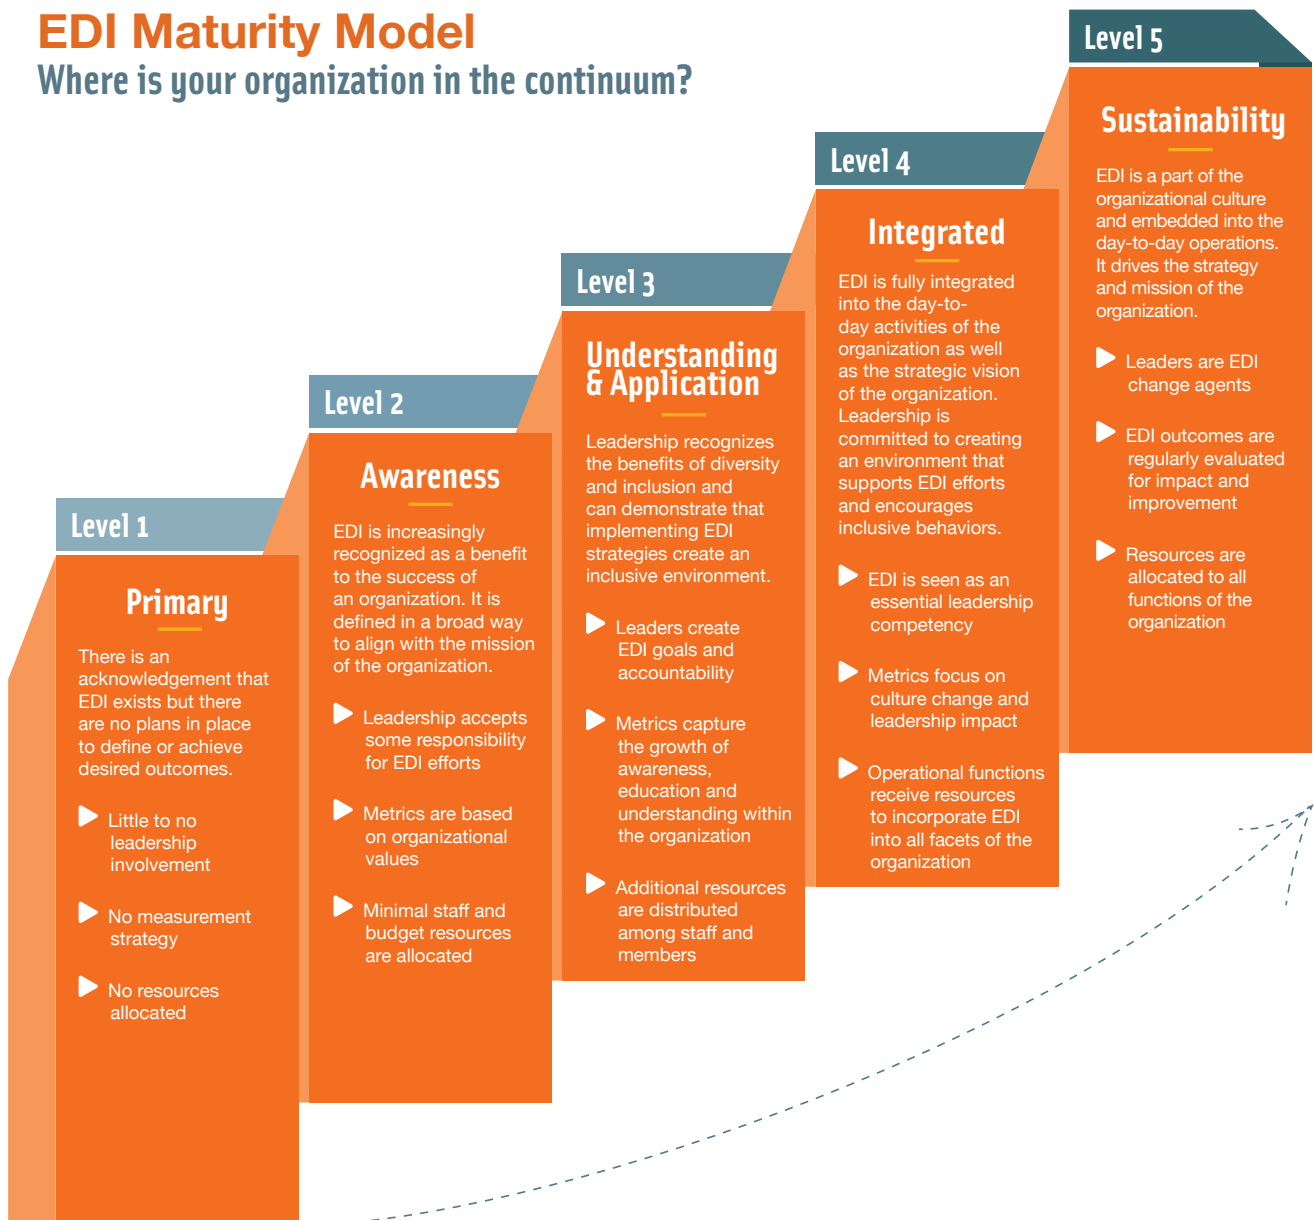 EDI Maturity Model
Where is your organization in the continuum?
Level 1
Primary
There is an
acknowledgement that
EDI exists but there
are no plans in place
to define or achieve
desired outcomes.
Little to no
leadership
involvement
No measurement
strategy
No resources
allocated
Level 2
Awareness
EDI is increasingly
recognized as a benefit
to the success of
an organization. It is
defined in a broad way
to align with the mission
of the organization.
Leadership accepts
some responsibility
for EDI efforts
Metrics are based
on organizational
values
Minimal staff and
budget resources
are allocated
Level 3
Understanding
& Application
Leadership recognizes
the benefits of diversity
and inclusion and
can demonstrate that
implementing EDI
strategies create an
inclusive environment.
Leaders create
EDI goals and
accountability
Metrics capture
the growth of
awareness,
education and
understanding within
the organization
Additional resources
are distributed
among staff and
members
Level 4
Integrated
EDI is fully integrated
into the day-to-
day activities of the
organization as well
as the strategic vision
of the organization.
Leadership is
committed to creating
an environment that
supports EDI efforts
and encourages
inclusive behaviors.
EDI is seen as an
essential leadership
competency
Metrics focus on
culture change and
leadership impact
Operational functions
receive resources
to incorporate EDI
into all facets of the
organization
Level 5
Sustainability
EDI is a part of the
organizational culture
and embedded into the
day-to-day operations.
It drives the strategy
and mission of the
organization.
Leaders are EDI
change agents
EDI outcomes are
regularly evaluated
for impact and
improvement
Resources are
allocated to all
functions of the
organization